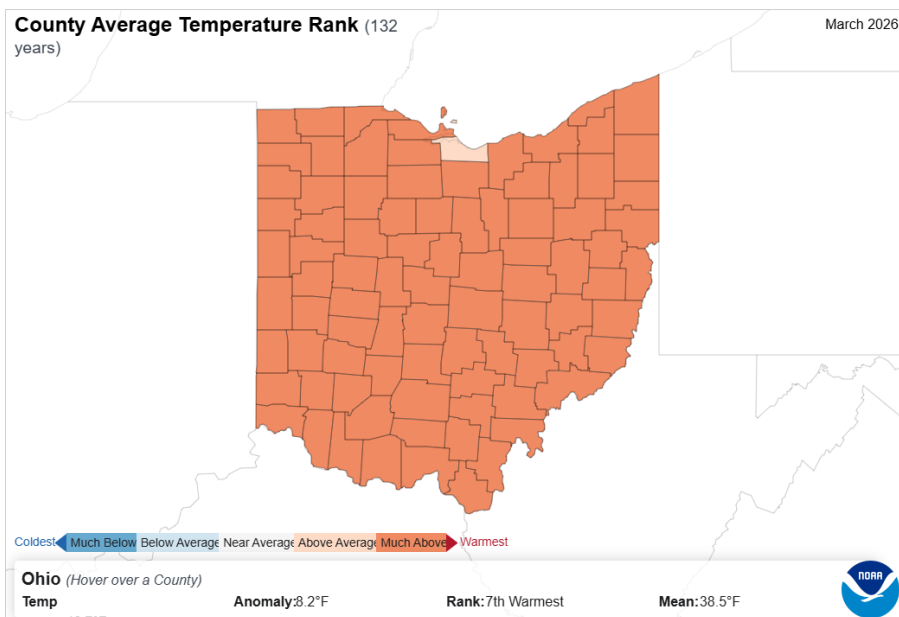 County Average Temperature Rank (132
years)
March 2026
Coldest Much Below Below Average Near Average Above Average Much Above Warmest
Ohio (Hover over a County)
Temp Anomaly:8.2°F Rank:7th Warmest Mean:38.5°F
NOAA